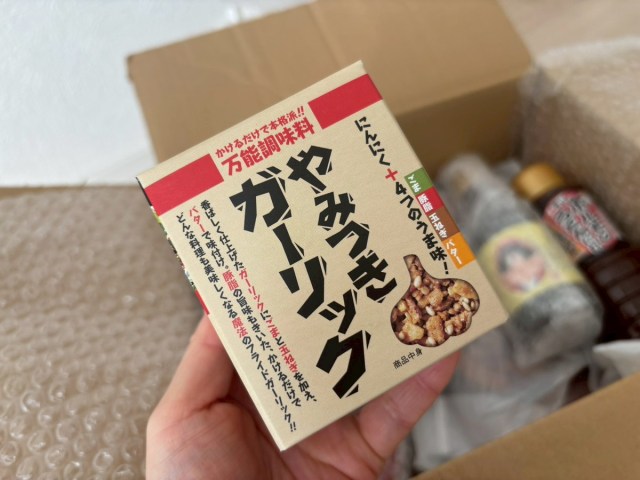 かけるだけで本格派!!
万能調味料
にんにく+4つのうま味!
ごま
豚脂
玉ねぎ
バター
やみつき
ガーリック
香ばしく仕上げたガーリックにごまと玉ねぎを加え、
バターで味付け。豚脂の旨味もきいた、かけるだけで
どんな料理も美味しくなる魔法のフライドガーリック!!
商品中身